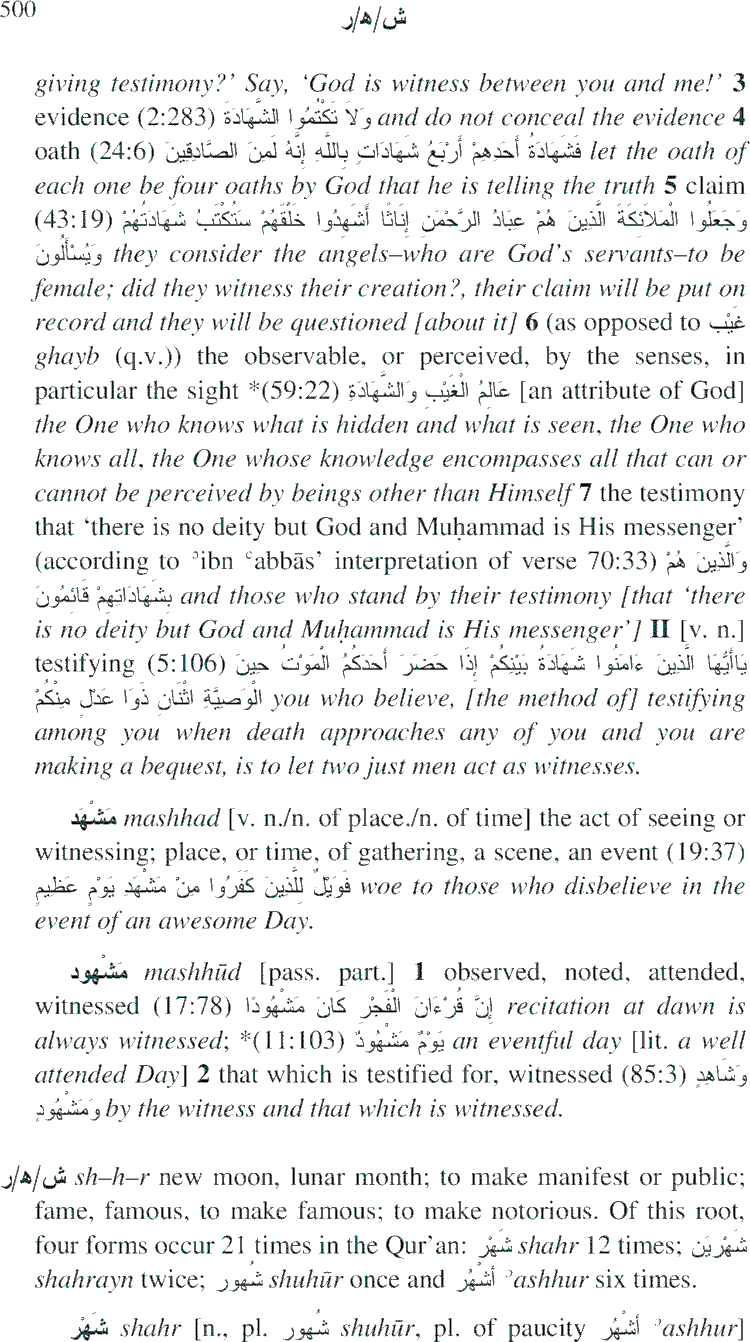 500
ش/ه/ر
giving testimony?’ Say, ‘God is witness between you and me!’ 3
evidence (2:283) وَلاَ تَكْتُمُوا الشَّهَادَةَ and do not conceal the evidence 4
oath (24:6) فَشَهَادَةُ أَحَدِهِمْ أَرْبَعُ شَهَادَاتٍ بِاللَّهِ إِنَّهُ لَمِنَ الصَّادِقِينَ let the oath of
each one be four oaths by God that he is telling the truth 5 claim
(43:19) وَجَعَلُوا الْمَلاَئِكَةَ الَّذِينَ هُمْ عِبَادُ الرَّحْمَنِ إِنَاثًا أَشَهِدُوا خَلْقَهُمْ سَتُكْتَبُ شَهَادَتُهُمْ
وَيُسْأَلُونَ they consider the angels–who are God’s servants–to be
female; did they witness their creation?, their claim will be put on
record and they will be questioned [about it] 6 (as opposed to غَيْب
ghayb (q.v.)) the observable, or perceived, by the senses, in
particular the sight *(59:22) عَالِمُ الْغَيْبِ وَالشَّهَادَةِ [an attribute of God]
the One who knows what is hidden and what is seen, the One who
knows all, the One whose knowledge encompasses all that can or
cannot be perceived by beings other than Himself 7 the testimony
that ‘there is no deity but God and Muḥammad is His messenger’
(according to ʾibn ʿabbās’ interpretation of verse 70:33) وَالَّذِينَ هُمْ
بِشَهَادَاتِهِمْ قَائِمُونَ and those who stand by their testimony [that ‘there
is no deity but God and Muḥammad is His messenger’] II [v. n.]
testifying (5:106) يَاأَيُّهَا الَّذِينَ ءَامَنُوا شَهَادَةُ بَيْنِكُمْ إِذَا حَضَرَ أَحَدَكُمُ الْمَوْتُ حِينَ
الْوَصِيَّةِ اثْنَانِ ذَوَا عَدْلٍ مِنْكُمْ you who believe, [the method of] testifying
among you when death approaches any of you and you are
making a bequest, is to let two just men act as witnesses.
مَشْهَد mashhad [v. n./n. of place./n. of time] the act of seeing or
witnessing; place, or time, of gathering, a scene, an event (19:37)
فَوَيْلٌ لِلَّذِينَ كَفَرُوا مِنْ مَشْهَدِ يَوْمٍ عَظِيمٍ woe to those who disbelieve in the
event of an awesome Day.
مَشْهُود mashhūd [pass. part.] 1 observed, noted, attended,
witnessed (17:78) إِنَّ قُرْءَانَ الْفَجْرِ كَانَ مَشْهُودًا recitation at dawn is
always witnessed; *(11:103) يَوْمٌ مَشْهُودٌ an eventful day [lit. a well
attended Day] 2 that which is testified for, witnessed (85:3) وَشَاهِدٍ
وَمَشْهُودٍ by the witness and that which is witnessed.
ش/ه/ر sh–h–r new moon, lunar month; to make manifest or public;
fame, famous, to make famous; to make notorious. Of this root,
four forms occur 21 times in the Qur’an: شَهْر shahr 12 times; شَهْرَيْن
shahrayn twice; شُهُور shuhūr once and أَشْهُر ʾashhur six times.
شَهْر shahr [n., pl. شُهُور shuhūr, pl. of paucity أَشْهُر ʾashhur]